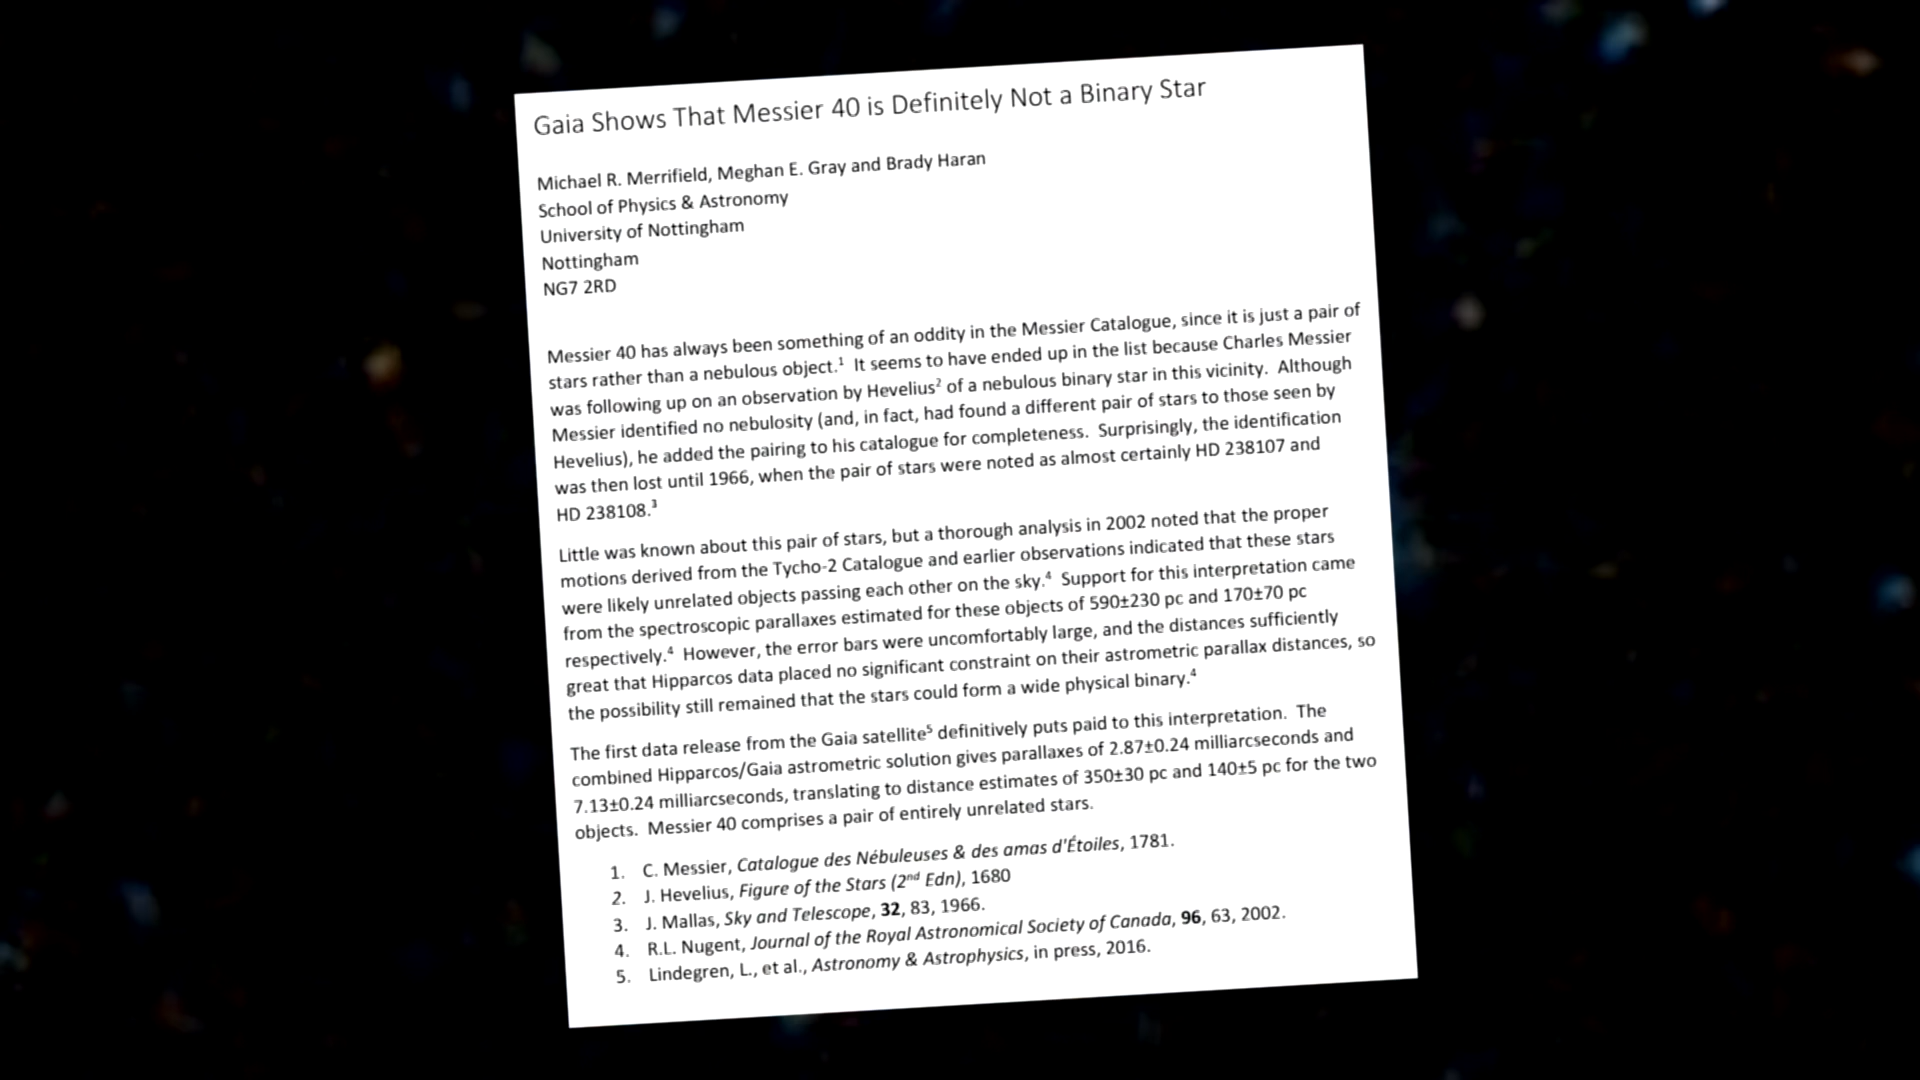 Gaia Shows That Messier 40 is Definitely Not a Binary Star
Michael R. Merrifield, Meghan E. Gray and Brady Haran
School of Physics & Astronomy
University of Nottingham
Nottingham
NG7 2RD
Messier 40 has always been something of an oddity in the Messier Catalogue, since it is just a pair of
stars rather than a nebulous object.¹ It seems to have ended up in the list because Charles Messier
was following up on an observation by Hevelius² of a nebulous binary star in this vicinity. Although
Messier identified no nebulosity (and, in fact, had found a different pair of stars to those seen by
Hevelius), he added the pairing to his catalogue for completeness. Surprisingly, the identification
was then lost until 1966, when the pair of stars were noted as almost certainly HD 238107 and
HD 238108.³
Little was known about this pair of stars, but a thorough analysis in 2002 noted that the proper
motions derived from the Tycho-2 Catalogue and earlier observations indicated that these stars
were likely unrelated objects passing each other on the sky.⁴ Support for this interpretation came
from the spectroscopic parallaxes estimated for these objects of 590±230 pc and 170±70 pc
respectively.⁴ However, the error bars were uncomfortably large, and the distances sufficiently
great that Hipparcos data placed no significant constraint on their astrometric parallax distances, so
the possibility still remained that the stars could form a wide physical binary.⁴
The first data release from the Gaia satellite⁵ definitively puts paid to this interpretation. The
combined Hipparcos/Gaia astrometric solution gives parallaxes of 2.87±0.24 milliarcseconds and
7.13±0.24 milliarcseconds, translating to distance estimates of 350±30 pc and 140±5 pc for the two
objects. Messier 40 comprises a pair of entirely unrelated stars.
1. C. Messier, Catalogue des Nébuleuses & des amas d'Étoiles, 1781.
2. J. Hevelius, Figure of the Stars (2nd Edn), 1680
3. J. Mallas, Sky and Telescope, 32, 83, 1966.
4. R.L. Nugent, Journal of the Royal Astronomical Society of Canada, 96, 63, 2002.
5. Lindegren, L., et al., Astronomy & Astrophysics, in press, 2016.